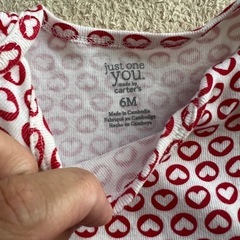 just one
you.
made by
carter's
6M
Made in Cambodia
Fabriqué au Cambodge
Hecho en Camboya